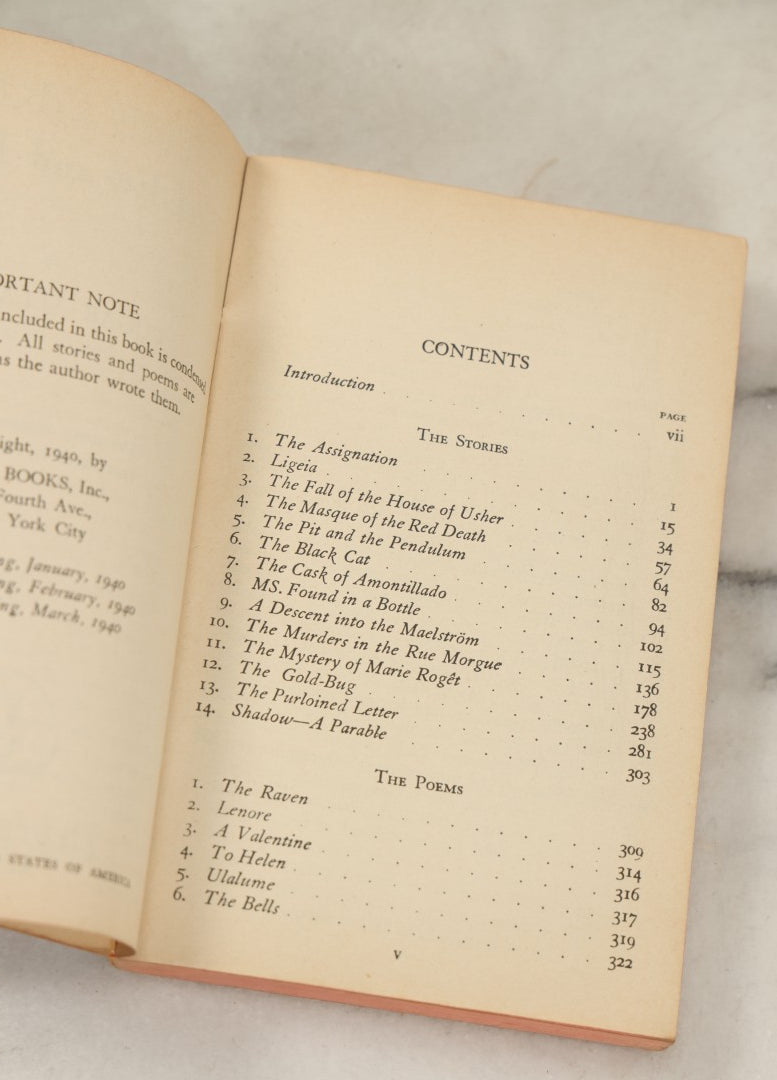 ORTANT NOTE
ncluded in this book is condensed
. All stories and poems are
as the author wrote them.
ight, 1940, by
BOOKS, Inc.,
Fourth Ave.,
York City
ng, January, 1940
ng, February, 1940
ng, March, 1940
STATES OF AMERICA
CONTENTS
PAGE
Introduction . . . . . . . . . vii
The Stories
1. The Assignation . . . . . . . 1
2. Ligeia . . . . . . . . . 15
3. The Fall of the House of Usher . . . . 34
4. The Masque of the Red Death . . . . . 57
5. The Pit and the Pendulum . . . . . 64
6. The Black Cat . . . . . . . . 82
7. The Cask of Amontillado . . . . . . 94
8. MS. Found in a Bottle . . . . . . 102
9. A Descent into the Maelström . . . . . 115
10. The Murders in the Rue Morgue . . . . 136
11. The Mystery of Marie Rogêt . . . . . 178
12. The Gold-Bug . . . . . . . . 238
13. The Purloined Letter . . . . . . . 281
14. Shadow—A Parable . . . . . . . 303
The Poems
1. The Raven . . . . . . . . 309
2. Lenore . . . . . . . . . 314
3. A Valentine . . . . . . . . 316
4. To Helen . . . . . . . . 317
5. Ulalume . . . . . . . . 319
6. The Bells . . . . . . . . 322
v